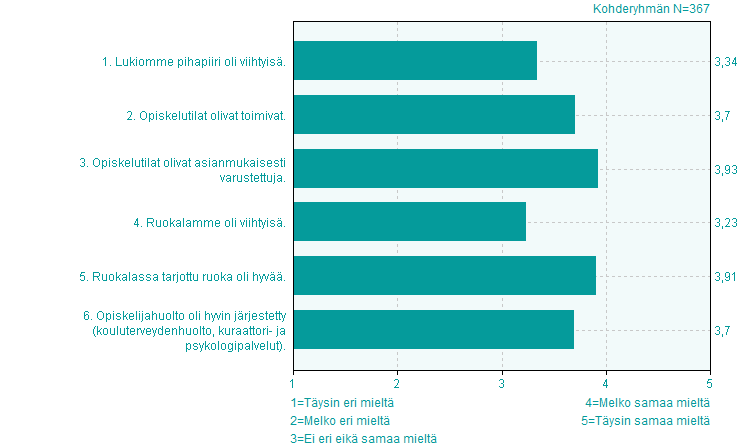 Kohderyhmän N=367
1. Lukiomme pihapiiri oli viihtyisä.
3,34
2. Opiskelutilat olivat toimivat.
3,7
3. Opiskelutilat olivat asianmukaisesti
varustettuja.
3,93
4. Ruokalamme oli viihtyisä.
3,23
5. Ruokalassa tarjottu ruoka oli hyvää.
3,91
6. Opiskelijahuolto oli hyvin järjestetty
(kouluterveydenhuolto, kuraattori- ja
psykologipalvelut).
3,7
1 2 3 4 5
1=Täysin eri mieltä
2=Melko eri mieltä
3=Ei eri eikä samaa mieltä
4=Melko samaa mieltä
5=Täysin samaa mieltä